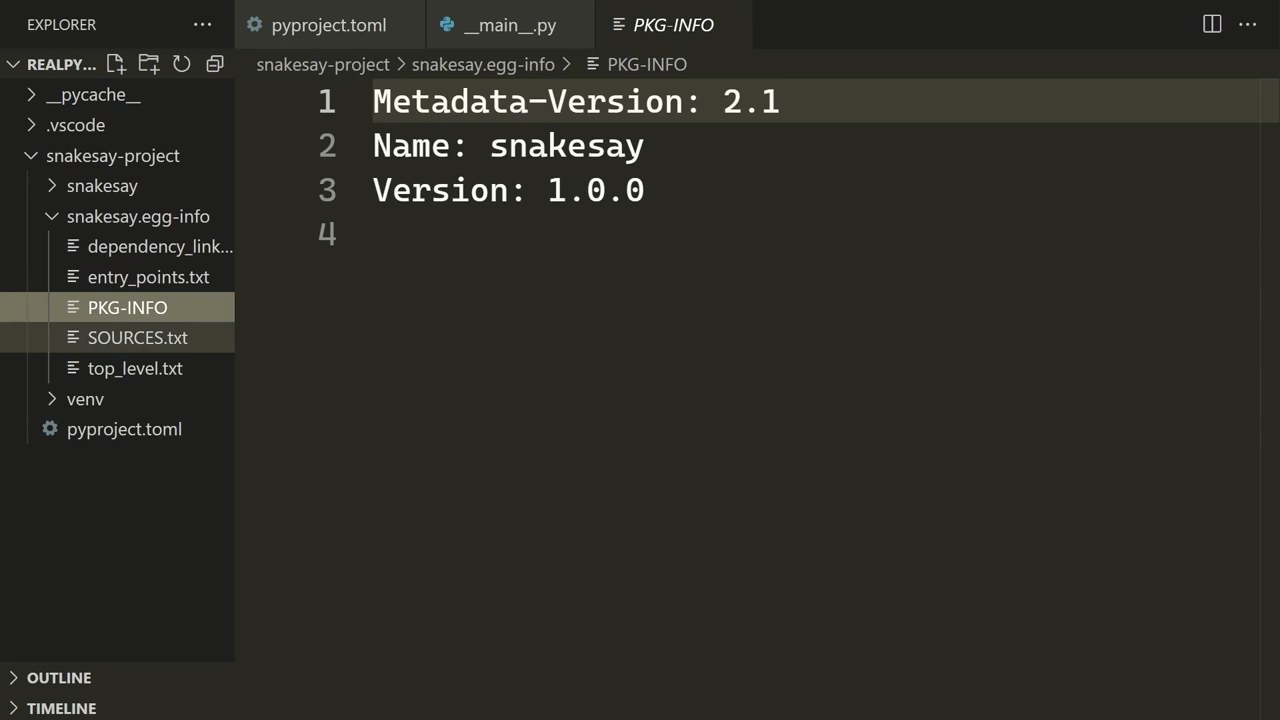 EXPLORER
pyproject.toml
__main__.py
PKG-INFO
REALPY...
snakesay-project > snakesay.egg-info > PKG-INFO
__pycache__
.vscode
snakesay-project
snakesay
snakesay.egg-info
dependency_link...
entry_points.txt
PKG-INFO
SOURCES.txt
top_level.txt
venv
pyproject.toml
OUTLINE
TIMELINE
1 Metadata-Version: 2.1
2 Name: snakesay
3 Version: 1.0.0
4